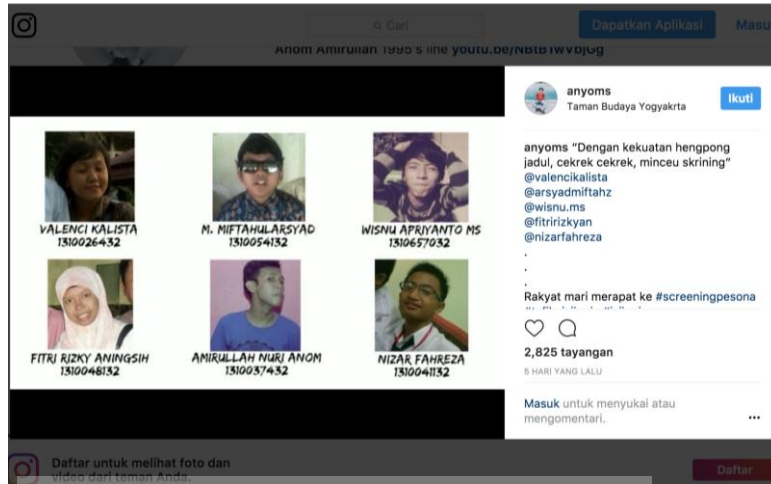 Cari
Dapatkan Aplikasi
Masu
Anom Amirullah 1995's line youtu.be/NBtB1WVbjGg
anyoms
Taman Budaya Yogyakrta
Ikuti
VALENCI KALISTA
1310026432
M. MIFTAHULARSYAD
1310054132
WISNU APRIYANTO MS
1310657032
FITRI RIZKY ANINGSIH
1310048132
AMIRULLAH NURI ANOM
1310037432
NIZAR FAHREZA
1310041132
anyoms "Dengan kekuatan hengpong
jadul, cekrek cekrek, minceu skrining"
@valencikalista
@arsyadmiftahz
@wisnu.ms
@fitririzkyan
@nizarfahreza
.
.
.
Rakyat mari merapat ke #screeningpesona
2,825 tayangan
5 HARI YANG LALU
Masuk untuk menyukai atau
mengomentari.
Daftar untuk melihat foto dan
video dari teman Anda.
Daftar